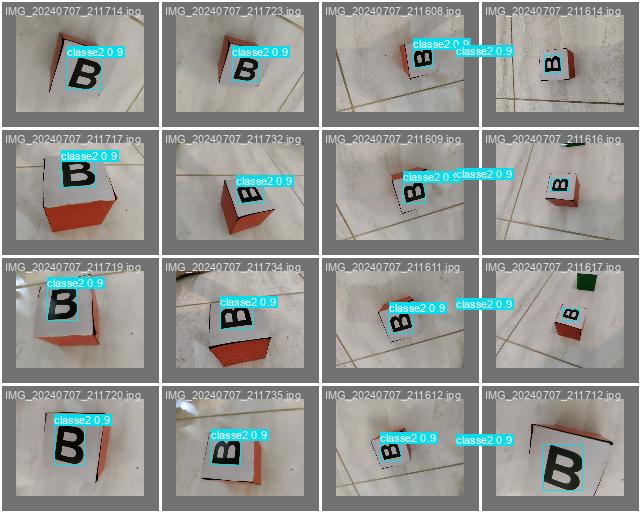 IMG_20240707_211714.jpg
classe2 0.9
B
IMG_20240707_211723.jpg
classe2 0.9
B
IMG_20240707_211608.jpg
classe2 0.9
B
IMG_20240707_211614.jpg
classe2 0.9
B
IMG_20240707_211717.jpg
classe2 0.9
B
IMG_20240707_211732.jpg
classe2 0.9
B
IMG_20240707_211609.jpg
classe2 0.9
B
IMG_20240707_211616.jpg
classe2 0.9
B
IMG_20240707_211719.jpg
classe2 0.9
B
IMG_20240707_211734.jpg
classe2 0.9
B
IMG_20240707_211611.jpg
classe2 0.9
B
IMG_20240707_211617.jpg
classe2 0.9
B
IMG_20240707_211720.jpg
classe2 0.9
B
IMG_20240707_211735.jpg
classe2 0.9
B
IMG_20240707_211612.jpg
classe2 0.9
B
IMG_20240707_211712.jpg
classe2 0.9
B